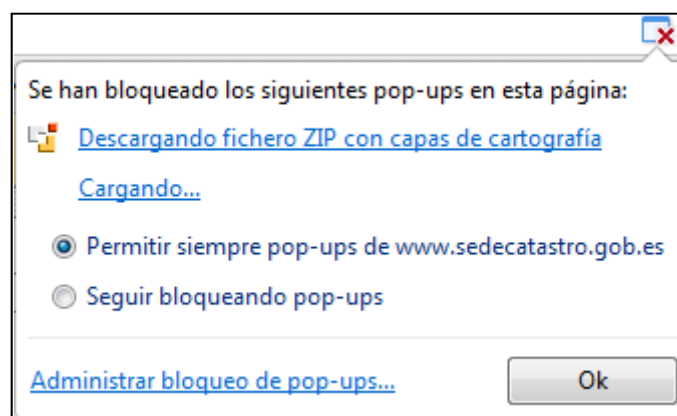 Se han bloqueado los siguientes pop-ups en esta página:
Descargando fichero ZIP con capas de cartografía
Cargando...
Permitir siempre pop-ups de www.sedecatastro.gob.es
Seguir bloqueando pop-ups
Administrar bloqueo de pop-ups...
Ok